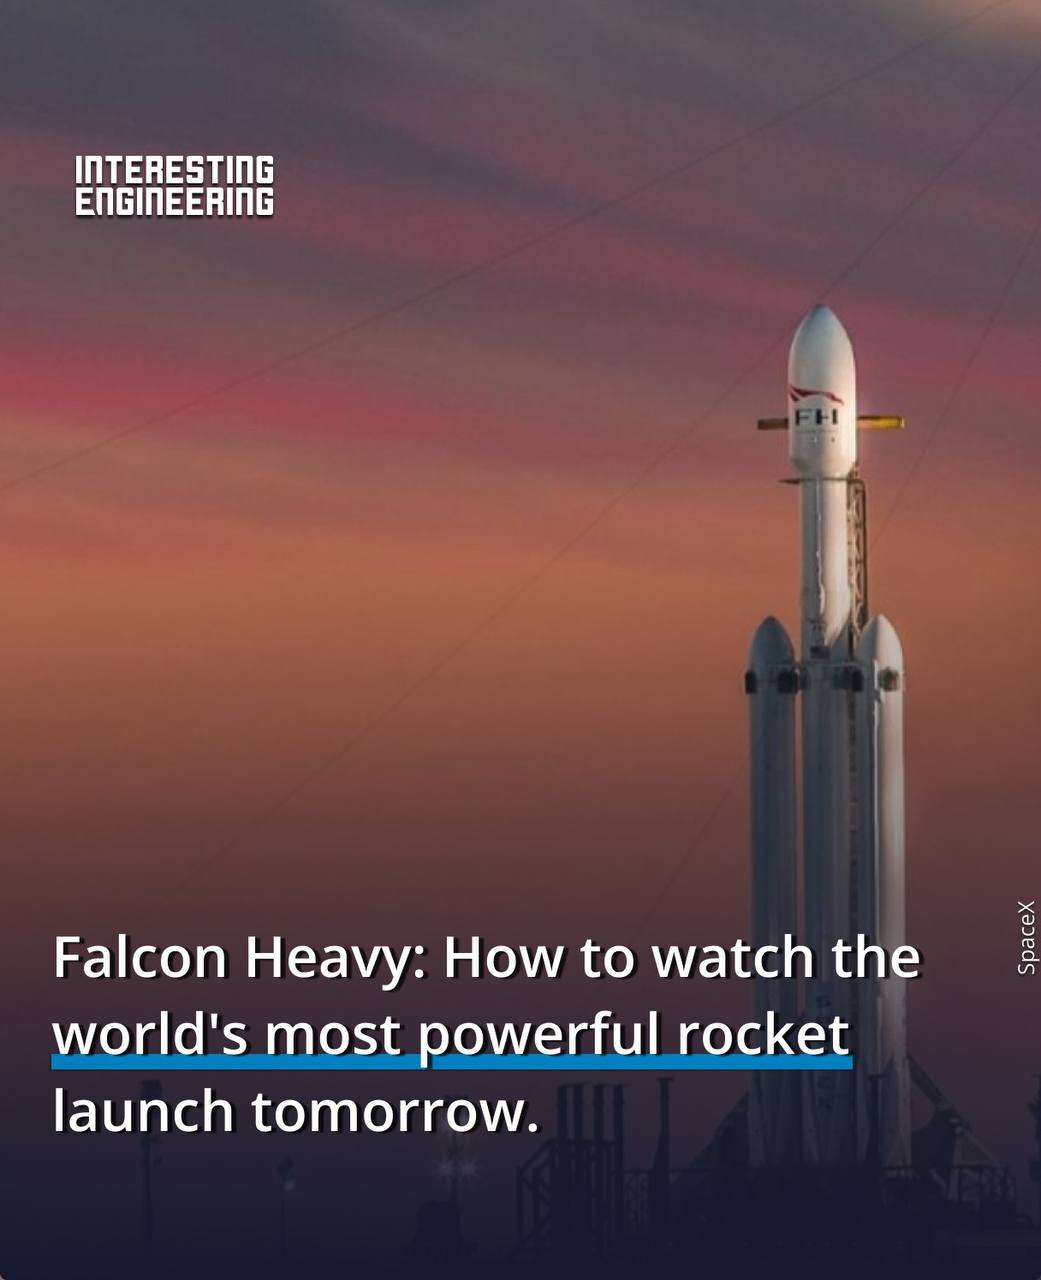 INTERESTING
ENGINEERING
FH
Falcon Heavy: How to watch the
world's most powerful rocket
launch tomorrow.
SpaceX